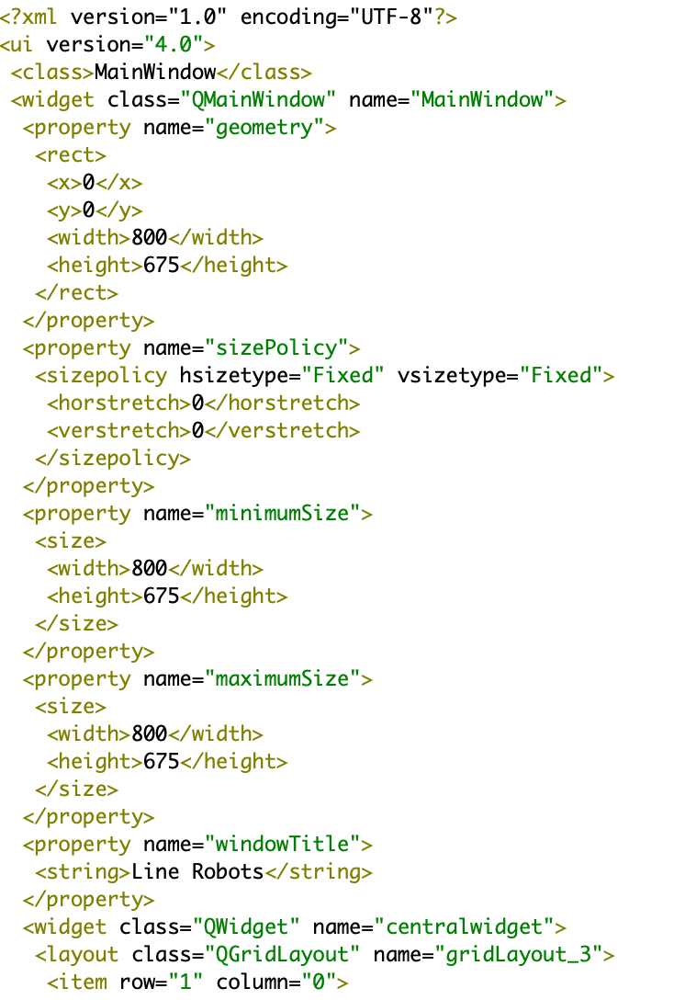 <?xml version="1.0" encoding="UTF-8"?>
<ui version="4.0">
 <class>MainWindow</class>
 <widget class="QMainWindow" name="MainWindow">
  <property name="geometry">
   <rect>
    <x>0</x>
    <y>0</y>
    <width>800</width>
    <height>675</height>
   </rect>
  </property>
  <property name="sizePolicy">
   <sizepolicy hsizetype="Fixed" vsizetype="Fixed">
    <horstretch>0</horstretch>
    <verstretch>0</verstretch>
   </sizepolicy>
  </property>
  <property name="minimumSize">
   <size>
    <width>800</width>
    <height>675</height>
   </size>
  </property>
  <property name="maximumSize">
   <size>
    <width>800</width>
    <height>675</height>
   </size>
  </property>
  <property name="windowTitle">
   <string>Line Robots</string>
  </property>
  <widget class="QWidget" name="centralwidget">
   <layout class="QGridLayout" name="gridLayout_3">
    <item row="1" column="0">